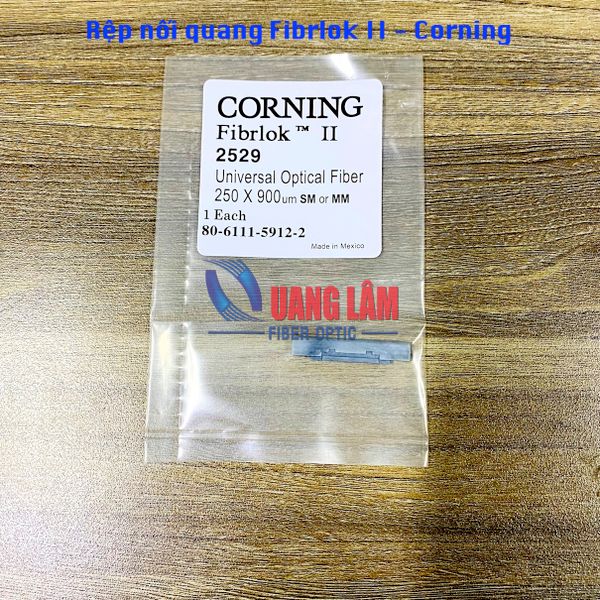 Rệp nối quang Fibrlok II - Corning
CORNING
Fibrlok ™ II
2529
Universal Optical Fiber
250 X 900um SM or MM
1 Each
80-6111-5912-2
Made in Mexico
QUANG LÂM
FIBER OPTIC